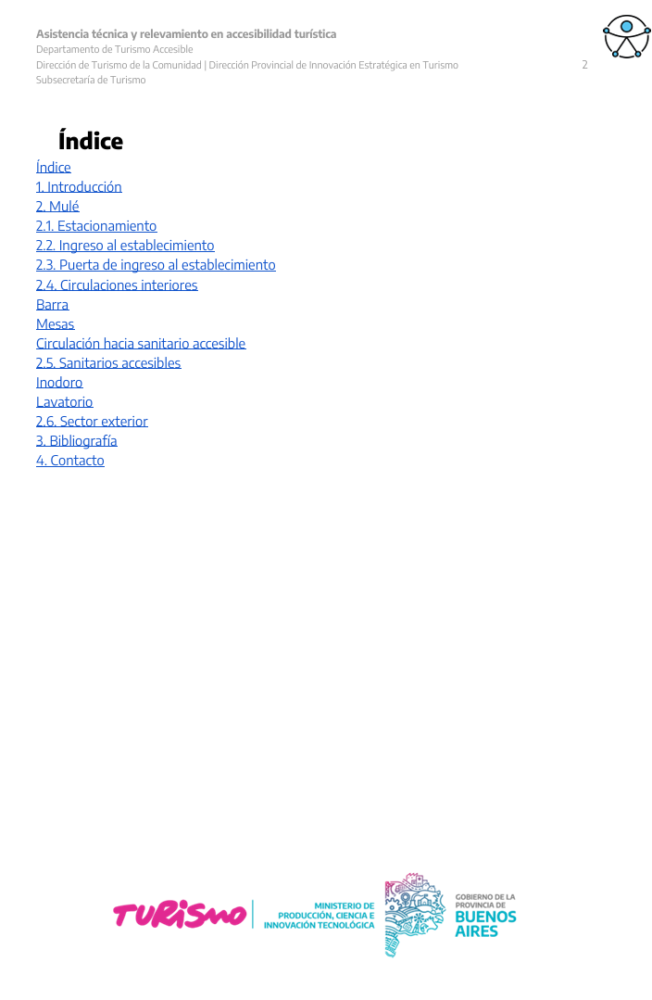 Asistencia técnica y relevamiento en accesibilidad turística
Departamento de Turismo Accesible
Dirección de Turismo de la Comunidad | Dirección Provincial de Innovación Estratégica en Turismo
2
Subsecretaría de Turismo
Índice
Índice
1. Introducción
2. Mulé
2.1. Estacionamiento
2.2. Ingreso al establecimiento
2.3. Puerta de ingreso al establecimiento
2.4. Circulaciones interiores
Barra
Mesas
Circulación hacia sanitario accesible
2.5. Sanitarios accesibles
Inodoro
Lavatorio
2.6. Sector exterior
3. Bibliografía
4. Contacto
TURiSMO
MINISTERIO DE
PRODUCCIÓN, CIENCIA E
INNOVACIÓN TECNOLÓGICA
GOBIERNO DE LA
PROVINCIA DE
BUENOS
AIRES